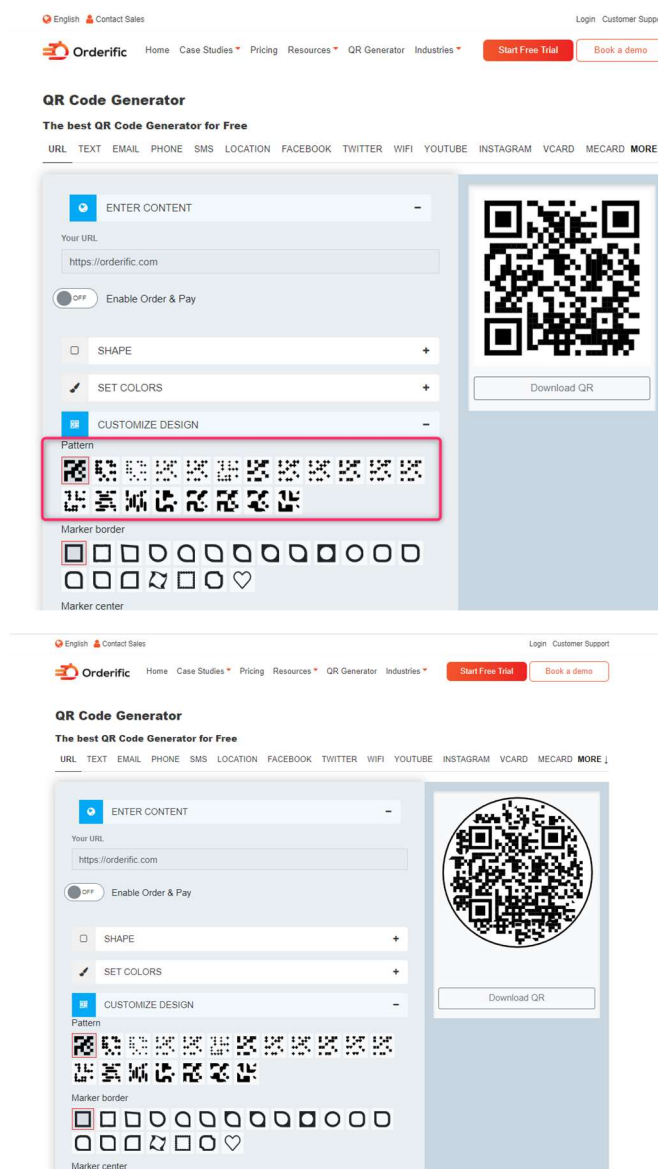 English Contact Sales Login Customer Supp
Orderific Home Case Studies Pricing Resources QR Generator Industries Start Free Trial Book a demo
QR Code Generator
The best QR Code Generator for Free
URL TEXT EMAIL PHONE SMS LOCATION FACEBOOK TWITTER WIFI YOUTUBE INSTAGRAM VCARD MECARD MORE
ENTER CONTENT −
Your URL
https://orderific.com
OFF Enable Order & Pay
SHAPE +
SET COLORS +
Download QR
CUSTOMIZE DESIGN −
Pattern
Marker border
Marker center
English Contact Sales Login Customer Support
Orderific Home Case Studies Pricing Resources QR Generator Industries Start Free Trial Book a demo
QR Code Generator
The best QR Code Generator for Free
URL TEXT EMAIL PHONE SMS LOCATION FACEBOOK TWITTER WIFI YOUTUBE INSTAGRAM VCARD MECARD MORE ↓
ENTER CONTENT −
Your URL
https://orderific.com
OFF Enable Order & Pay
SHAPE +
SET COLORS +
Download QR
CUSTOMIZE DESIGN −
Pattern
Marker border
Marker center